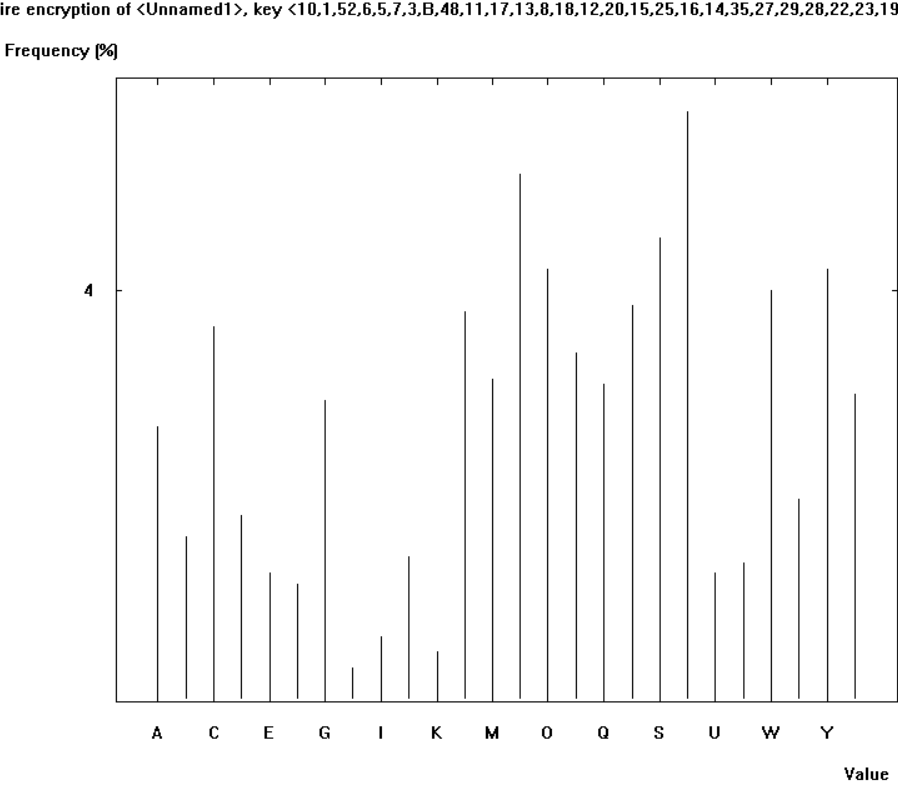 ire encryption of <Unnamed1>, key <10,1,52,6,5,7,3,B,48,11,17,13,8,18,12,20,15,25,16,14,35,27,29,28,22,23,19
Frequency (%)
4
A C E G I K M O Q S U W Y
Value